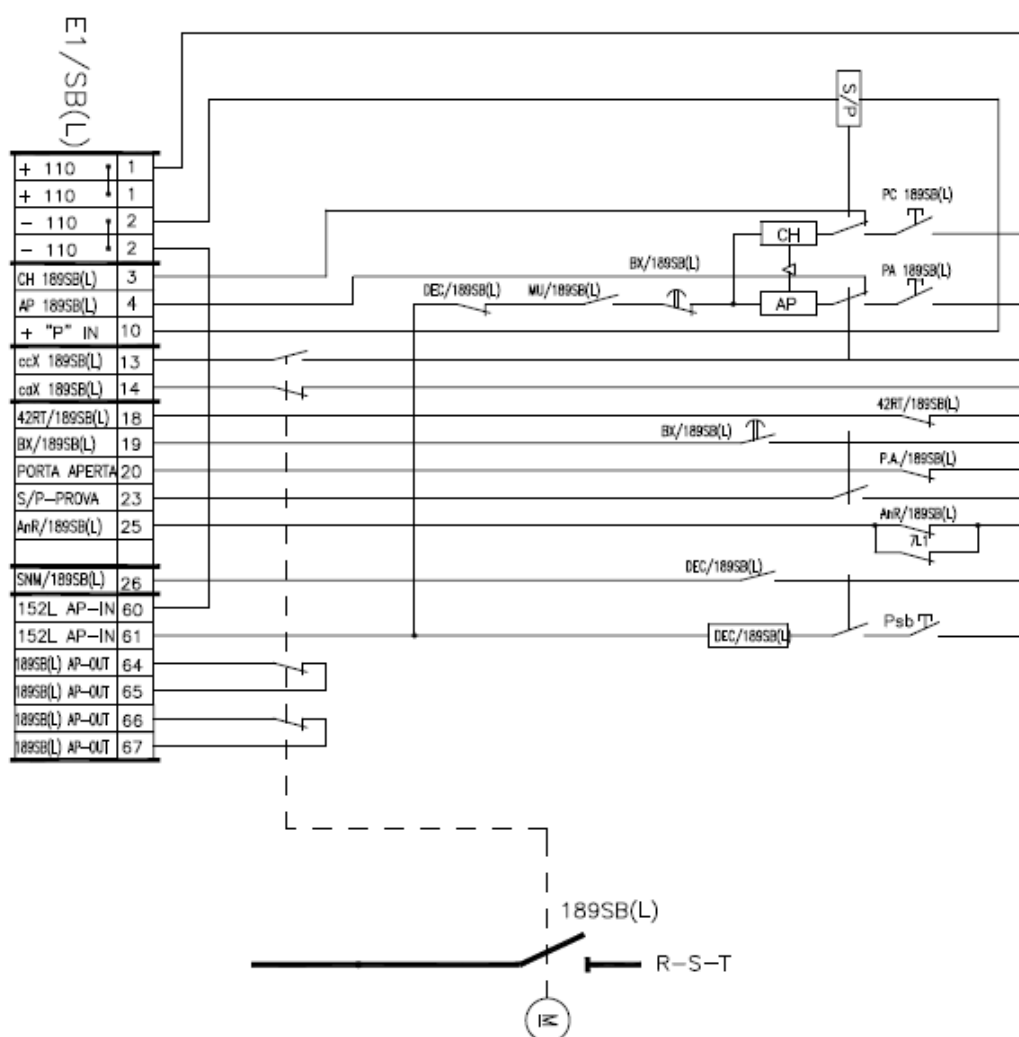 E1/SB(L)
S/P
+ 110 1
+ 110 1
- 110 2
- 110 2
CH 189SB(L) 3
AP 189SB(L) 4
+ "P" IN 10
ccX 189SB(L) 13
caX 189SB(L) 14
42RT/189SB(L) 18
BX/189SB(L) 19
PORTA APERTA 20
S/P-PROVA 23
AnR/189SB(L) 25
SNM/189SB(L) 26
152L AP-IN 60
152L AP-IN 61
189SB(L) AP-OUT 64
189SB(L) AP-OUT 65
189SB(L) AP-OUT 66
189SB(L) AP-OUT 67
PC 189SB(L)
CH
BX/189SB(L)
PA 189SB(L)
DEC/189SB(L)
MU/189SB(L)
AP
42RT/189SB(L)
BX/189SB(L)
P.A./189SB(L)
AnR/189SB(L)
7L1
DEC/189SB(L)
DEC/189SB(L)
Psb
189SB(L)
R-S-T
M